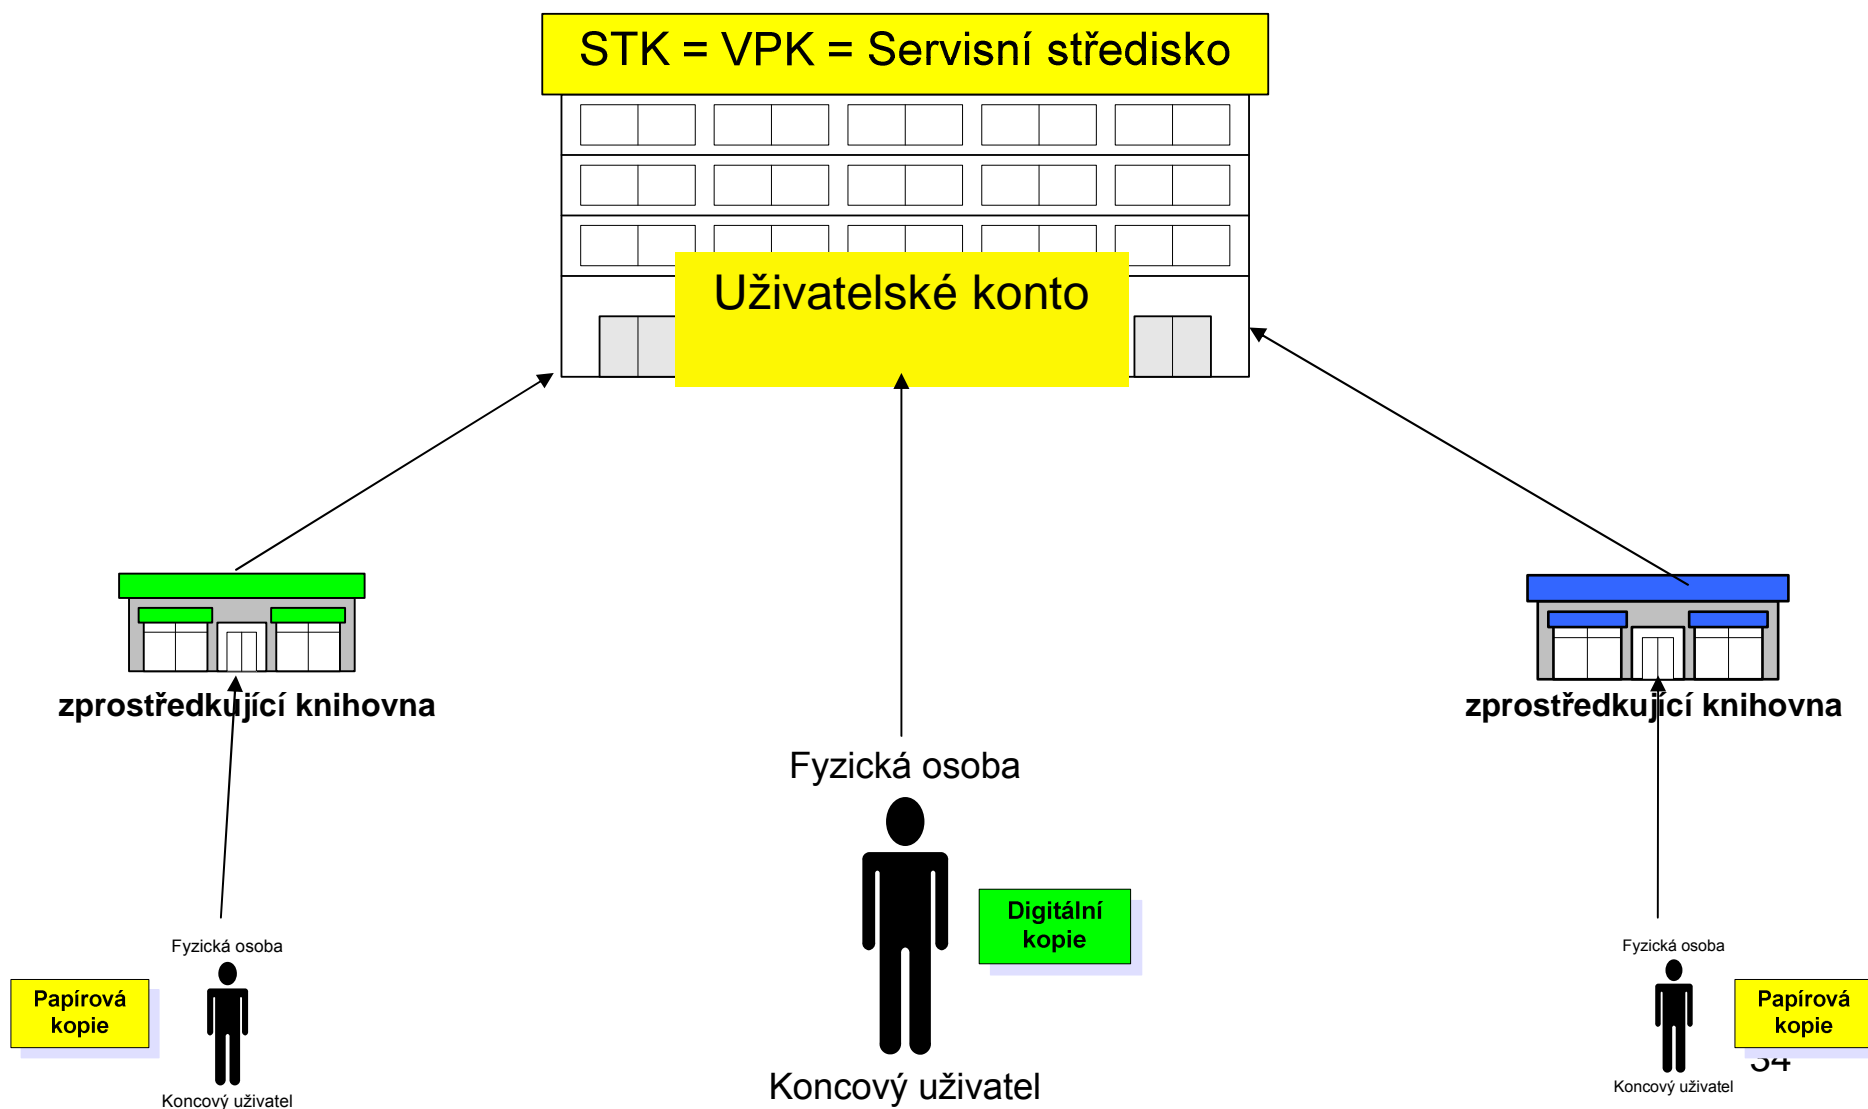 STK = VPK = Servisní středisko
Uživatelské konto
zprostředkující knihovna
zprostředkující knihovna
Fyzická osoba
Digitální
kopie
Fyzická osoba
Fyzická osoba
Papírová
kopie
Papírová
kopie
34
Koncový uživatel
Koncový uživatel
Koncový uživatel